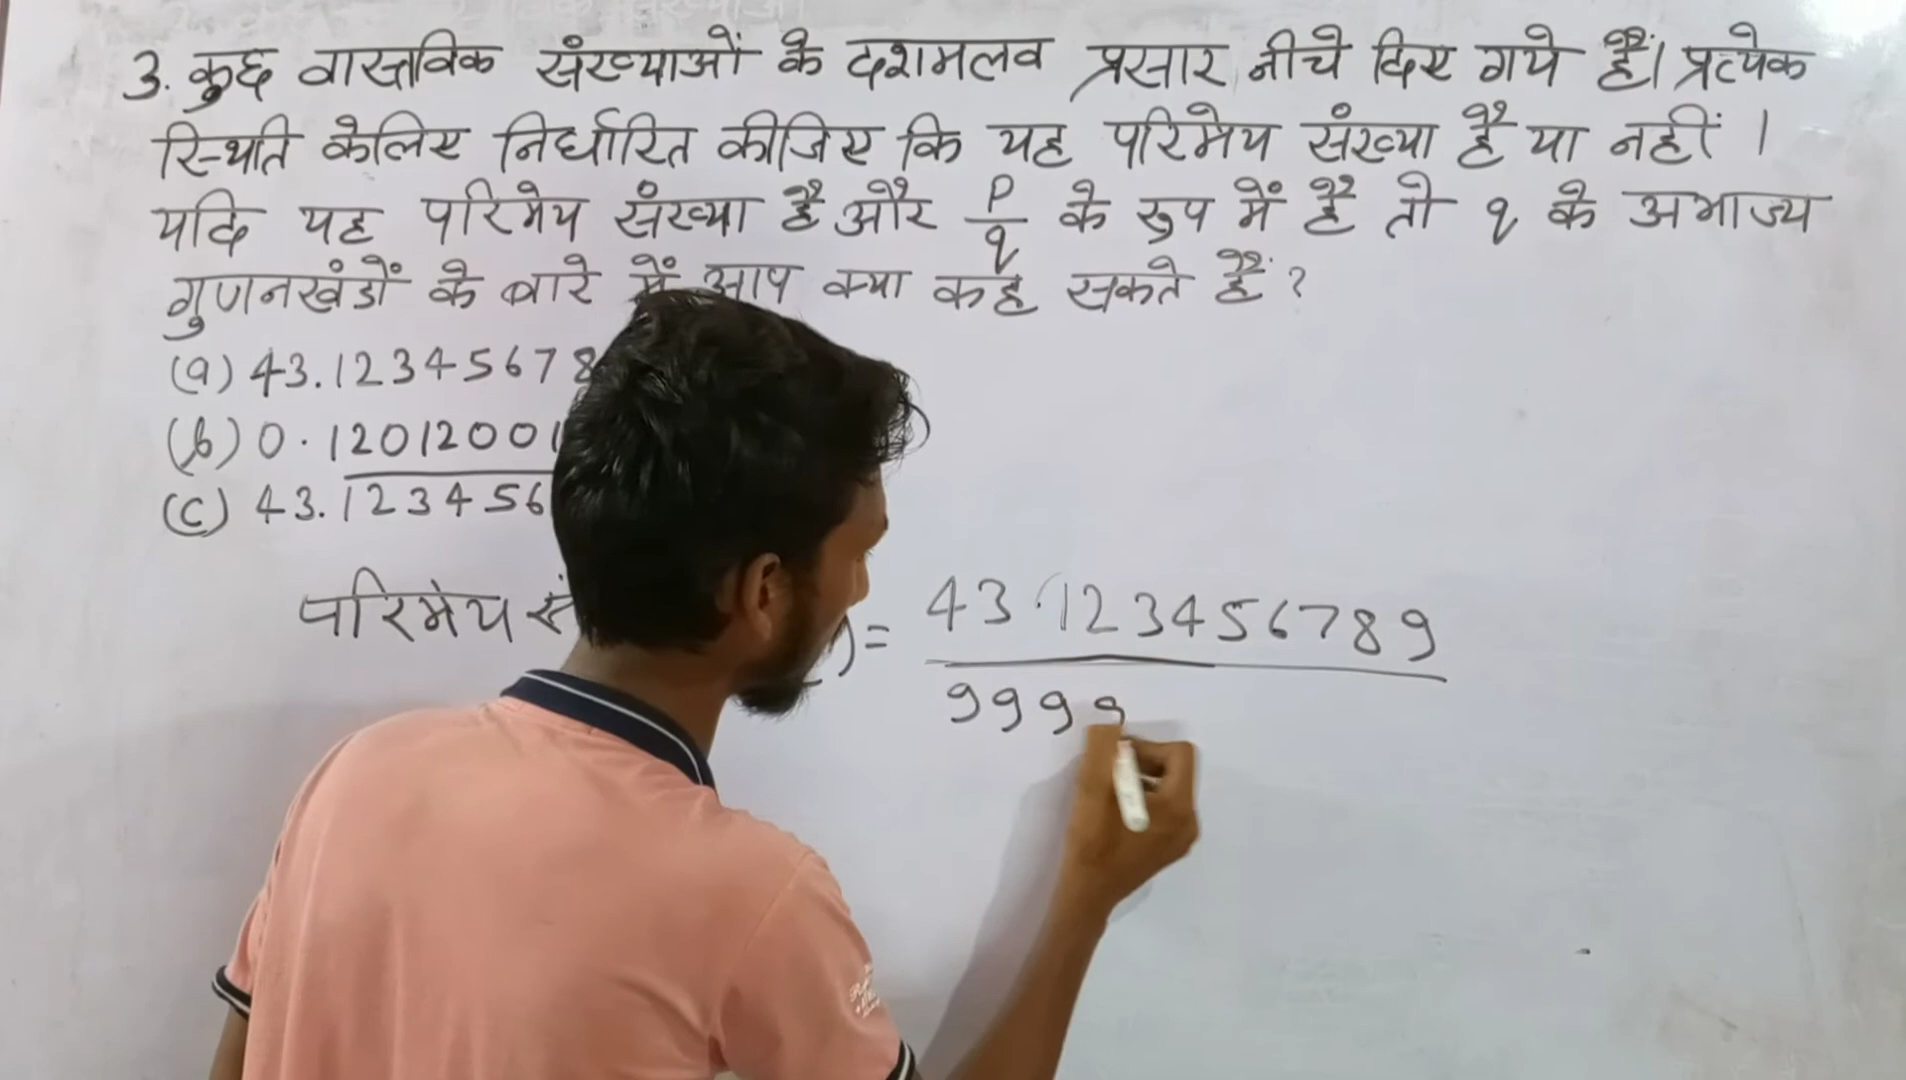 3. कुछ वास्तविक संख्याओं के दशमलव प्रसार नीचे दिए गये हैं। प्रत्येक
स्थिति के लिए निर्धारित कीजिए कि यह परिमेय संख्या है या नहीं ।
यदि यह परिमेय संख्या है और p/q के रूप में है तो q के अभाज्य
गुणनखंडों के बारे में आप क्या कह सकते हैं ?
(a) 43.12345678
(b) 0.12012001
(c) 43.123456
परिमेय
) = 43.123456789
9999